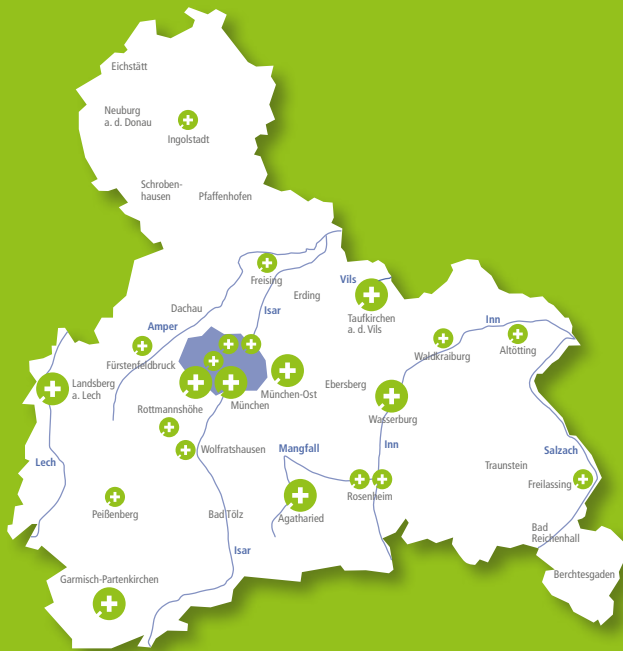 Eichstätt
Neuburg
a. d. Donau
Ingolstadt
Schroben-
hausen
Pfaffenhofen
Freising
Vils
Erding
Isar
Dachau
Taufkirchen
a. d. Vils
Amper
Inn
Fürstenfeldbruck
Waldkraiburg
Altötting
Landsberg
a. Lech
Ebersberg
München-Ost
München
Rottmannshöhe
Wasserburg
Wolfratshausen
Mangfall
Inn
Salzach
Lech
Traunstein
Freilassing
Rosenheim
Peißenberg
Bad Tölz
Agatharied
Bad
Reichenhall
Isar
Garmisch-Partenkirchen
Berchtesgaden